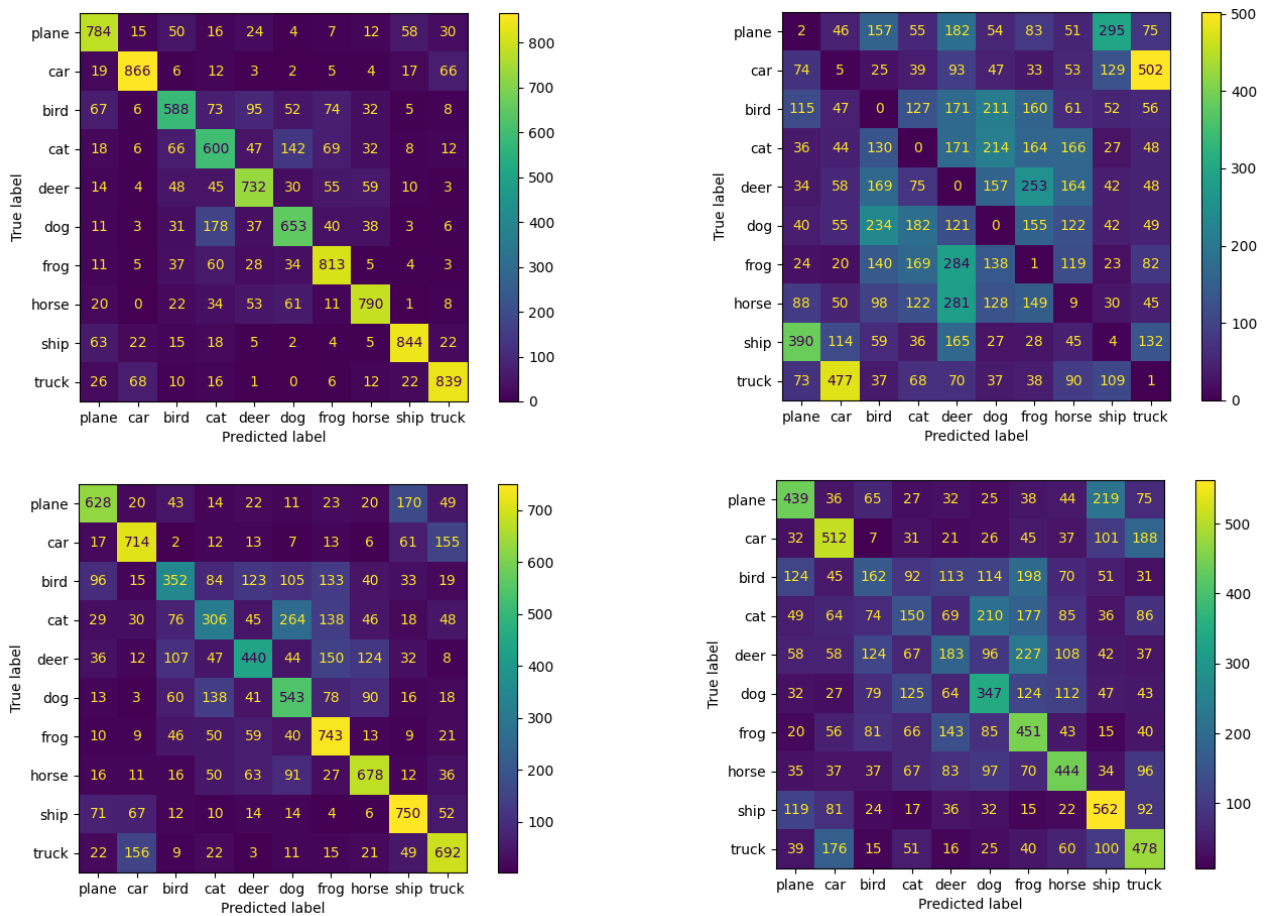 plane 784 15 50 16 24 4 7 12 58 30
car 19 866 6 12 3 2 5 4 17 66
bird 67 6 588 73 95 52 74 32 5 8
cat 18 6 66 600 47 142 69 32 8 12
deer 14 4 48 45 732 30 55 59 10 3
dog 11 3 31 178 37 653 40 38 3 6
frog 11 5 37 60 28 34 813 5 4 3
horse 20 0 22 34 53 61 11 790 1 8
ship 63 22 15 18 5 2 4 5 844 22
truck 26 68 10 16 1 0 6 12 22 839
plane car bird cat deer dog frog horse ship truck
Predicted label
True label
800
700
600
500
400
300
200
100
0
plane 2 46 157 55 182 54 83 51 295 75
car 74 5 25 39 93 47 33 53 129 502
bird 115 47 0 127 171 211 160 61 52 56
cat 36 44 130 0 171 214 164 166 27 48
deer 34 58 169 75 0 157 253 164 42 48
dog 40 55 234 182 121 0 155 122 42 49
frog 24 20 140 169 284 138 1 119 23 82
horse 88 50 98 122 281 128 149 9 30 45
ship 390 114 59 36 165 27 28 45 4 132
truck 73 477 37 68 70 37 38 90 109 1
plane car bird cat deer dog frog horse ship truck
Predicted label
True label
500
400
300
200
100
0
plane 628 20 43 14 22 11 23 20 170 49
car 17 714 2 12 13 7 13 6 61 155
bird 96 15 352 84 123 105 133 40 33 19
cat 29 30 76 306 45 264 138 46 18 48
deer 36 12 107 47 440 44 150 124 32 8
dog 13 3 60 138 41 543 78 90 16 18
frog 10 9 46 50 59 40 743 13 9 21
horse 16 11 16 50 63 91 27 678 12 36
ship 71 67 12 10 14 14 4 6 750 52
truck 22 156 9 22 3 11 15 21 49 692
plane car bird cat deer dog frog horse ship truck
Predicted label
True label
700
600
500
400
300
200
100
plane 439 36 65 27 32 25 38 44 219 75
car 32 512 7 31 21 26 45 37 101 188
bird 124 45 162 92 113 114 198 70 51 31
cat 49 64 74 150 69 210 177 85 36 86
deer 58 58 124 67 183 96 227 108 42 37
dog 32 27 79 125 64 347 124 112 47 43
frog 20 56 81 66 143 85 451 43 15 40
horse 35 37 37 67 83 97 70 444 34 96
ship 119 81 24 17 36 32 15 22 562 92
truck 39 176 15 51 16 25 40 60 100 478
plane car bird cat deer dog frog horse ship truck
Predicted label
True label
500
400
300
200
100